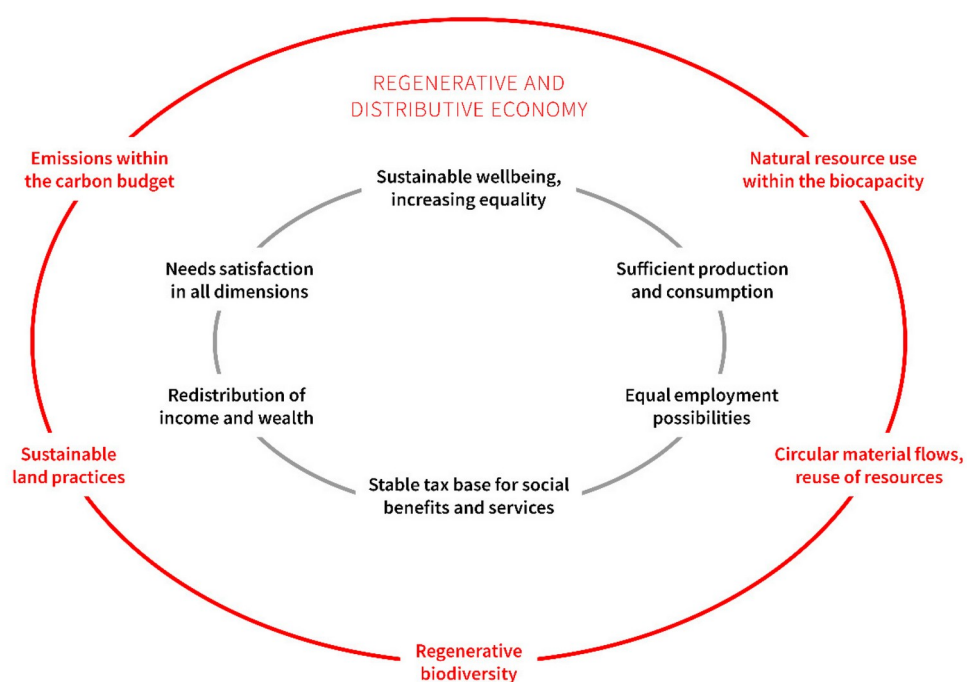 REGENERATIVE AND
DISTRIBUTIVE ECONOMY
Emissions within
the carbon budget
Natural resource use
within the biocapacity
Sustainable wellbeing,
increasing equality
Needs satisfaction
in all dimensions
Sufficient production
and consumption
Redistribution of
income and wealth
Equal employment
possibilities
Sustainable
land practices
Circular material flows,
reuse of resources
Stable tax base for social
benefits and services
Regenerative
biodiversity